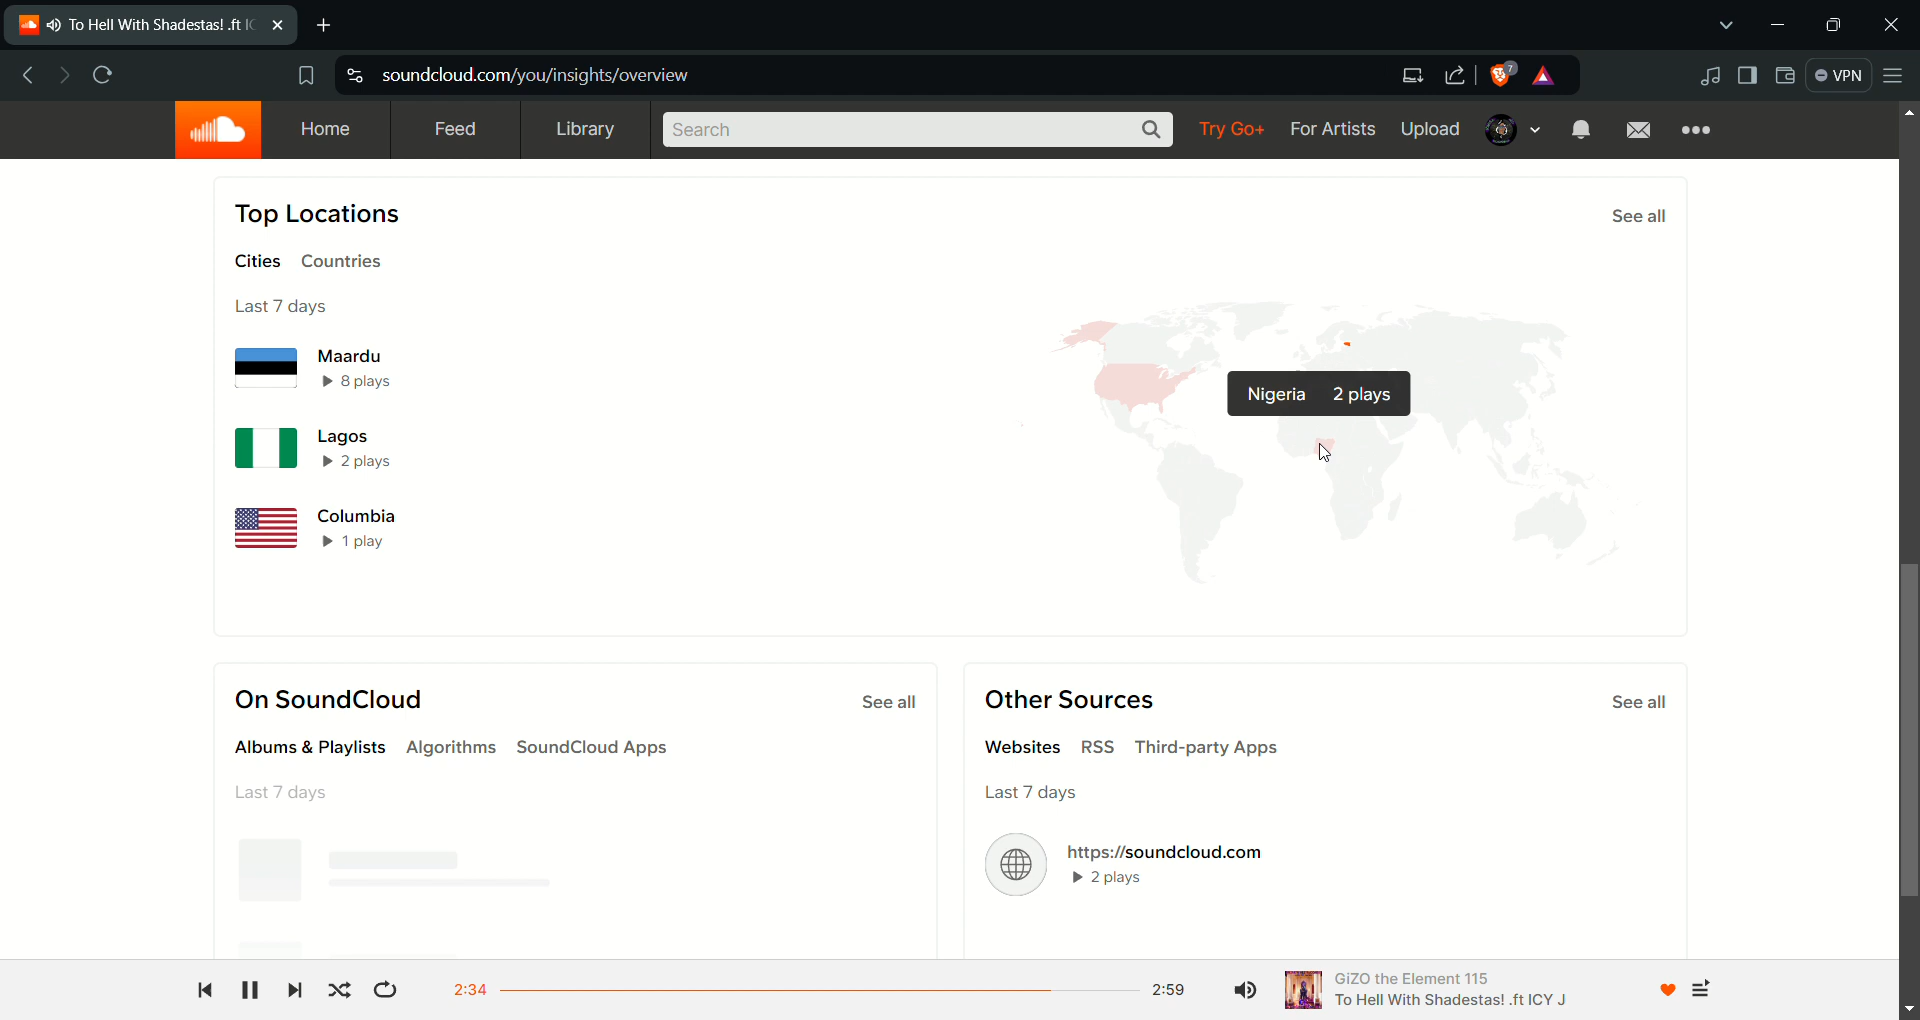 To Hell With Shadestas! .ft IC
soundcloud.com/you/insights/overview
7
VPN
Home
Feed
Library
Search
Try Go+
For Artists
Upload
Top Locations
See all
Cities
Countries
Last 7 days
Maardu
8 plays
Lagos
2 plays
Columbia
1 play
Nigeria 2 plays
On SoundCloud
See all
Albums & Playlists
Algorithms
SoundCloud Apps
Last 7 days
Other Sources
See all
Websites
RSS
Third-party Apps
Last 7 days
https://soundcloud.com
2 plays
2:34
2:59
GiZO the Element 115
To Hell With Shadestas! .ft ICY J